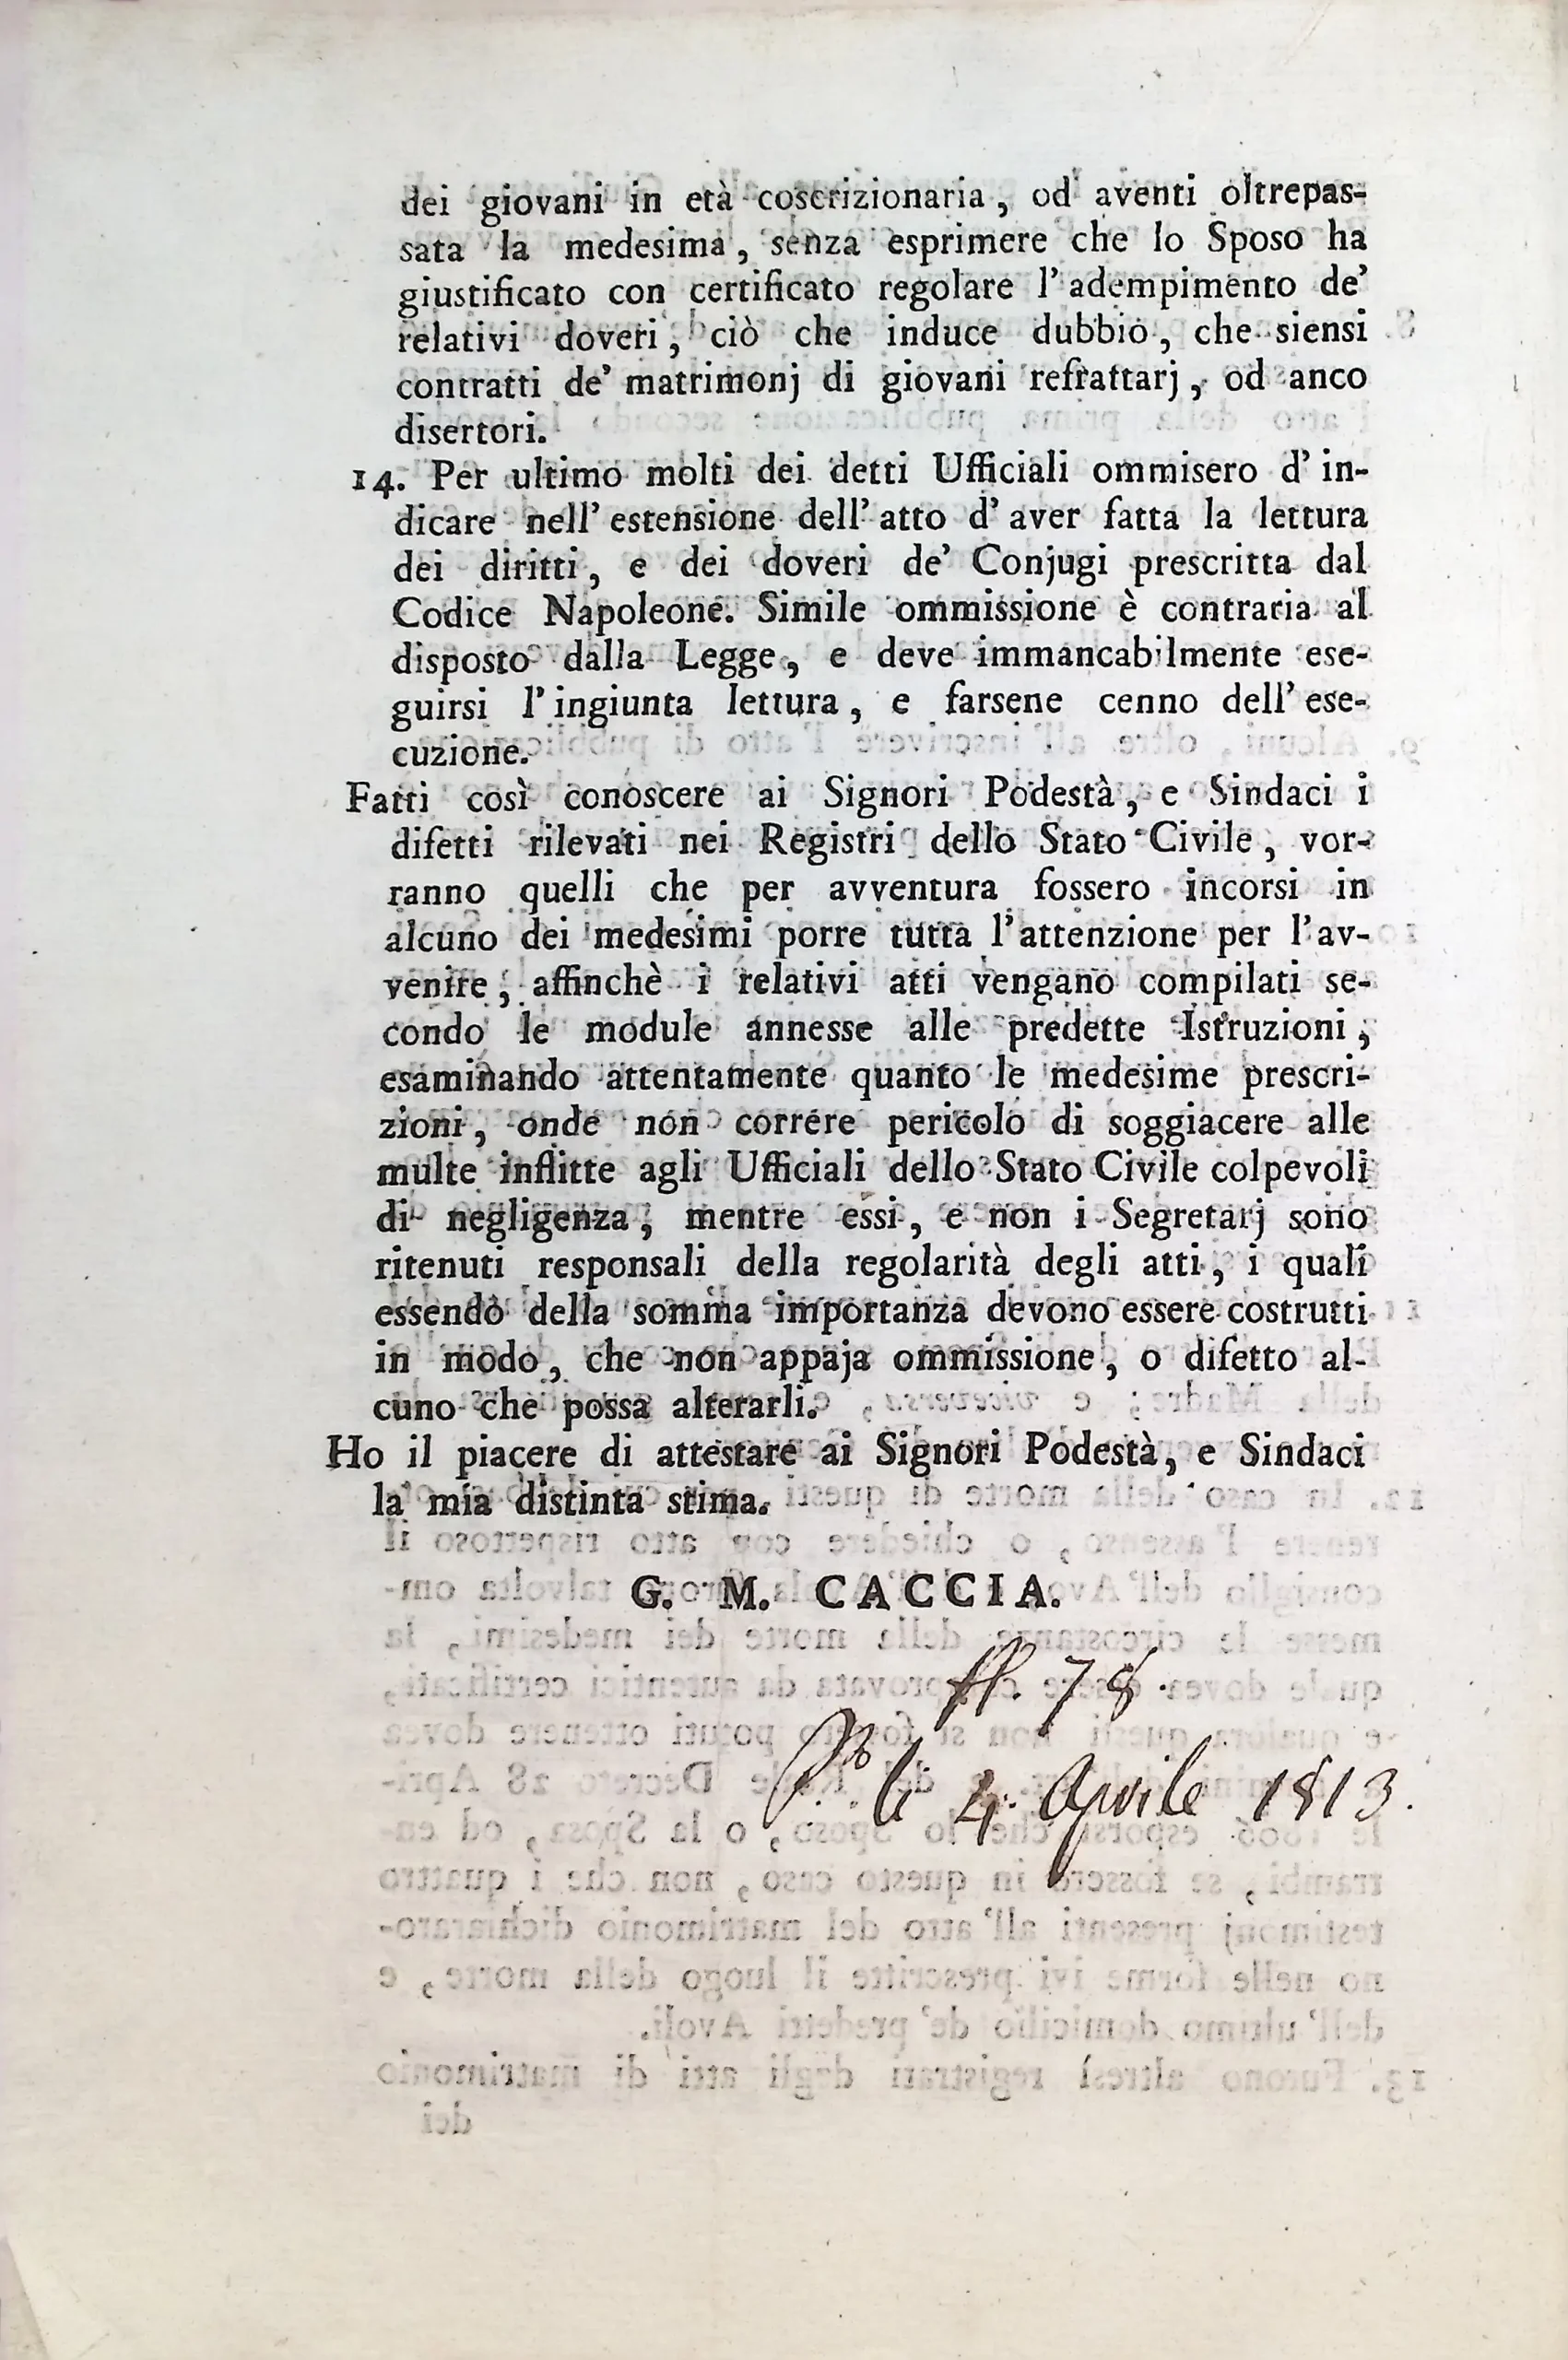 dei giovani in età coscrizionaria, od aventi oltrepas-
sata la medesima, senza esprimere che lo Sposo ha
giustificato con certificato regolare l'adempimento de'
relativi doveri, ciò che induce dubbio, che siensi
contratti de' matrimonj di giovani refrattarj, od anco
disertori.
14. Per ultimo molti dei detti Ufficiali ommisero d'in-
dicare nell'estensione dell'atto d'aver fatta la lettura
dei diritti, e dei doveri de' Conjugi prescritta dal
Codice Napoleone. Simile ommissione è contraria al
disposto dalla Legge, e deve immancabilmente ese-
guirsi l'ingiunta lettura, e farsene cenno dell'ese-
cuzione.
Fatti così conoscere ai Signori Podestà, e Sindaci i
difetti rilevati nei Registri dello Stato Civile, vor-
ranno quelli che per avventura fossero incorsi in
alcuno dei medesimi porre tutta l'attenzione per l'av-
venire, affinchè i relativi atti vengano compilati se-
condo le module annesse alle predette Istruzioni,
esaminando attentamente quanto le medesime prescri-
zioni, onde non correre pericolo di soggiacere alle
multe inflitte agli Ufficiali dello Stato Civile colpevoli
di negligenza, mentre essi, e non i Segretarj sono
ritenuti responsali della regolarità degli atti, i quali
essendo della somma importanza devono essere costrutti
in modo, che non appaja ommissione, o difetto al-
cuno che possa alterarli.
Ho il piacere di attestare ai Signori Podestà, e Sindaci
la mia distinta stima.
G. M. CACCIA.
ff. 78.
P.to li 4. Aprile 1813.